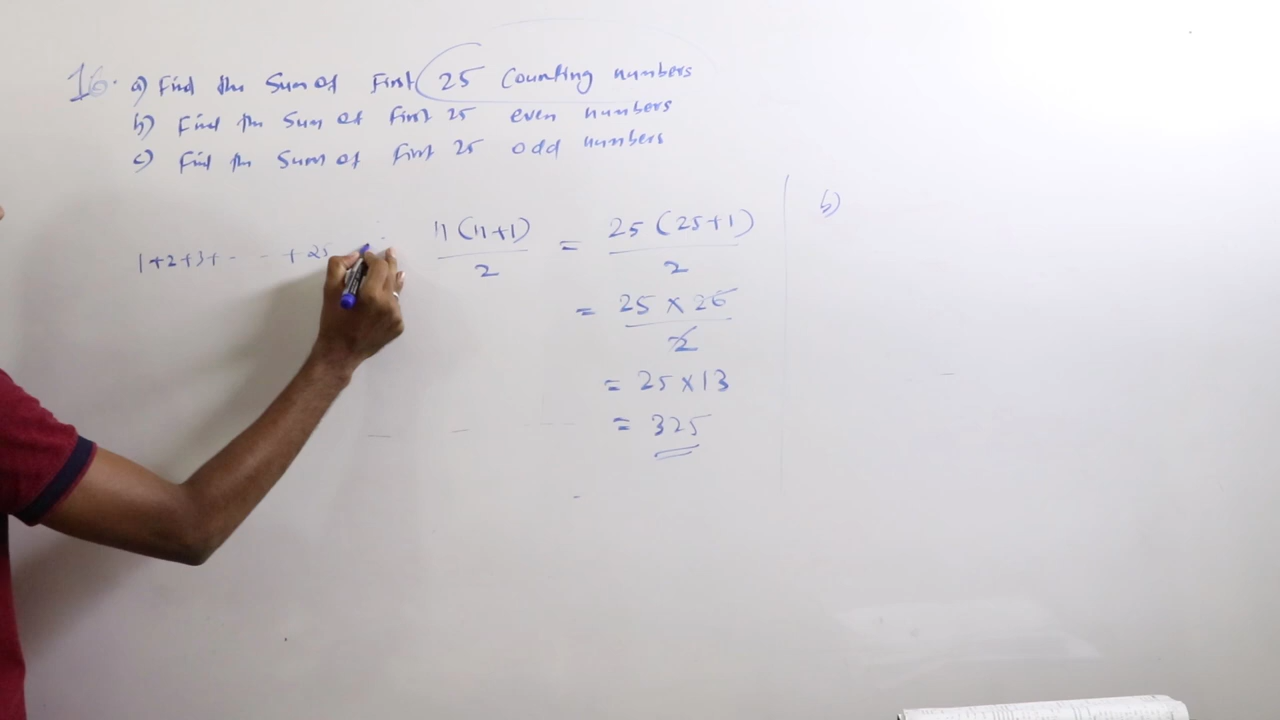 16. a) Find the Sum of First 25 Counting numbers
b) Find the Sum of First 25 even numbers
c) Find the Sum of First 25 odd numbers
1+2+3+ - - + 25
n(n+1)/2 = 25(25+1)/2
= 25 x 26/2
= 25 x 13
= 325
b)